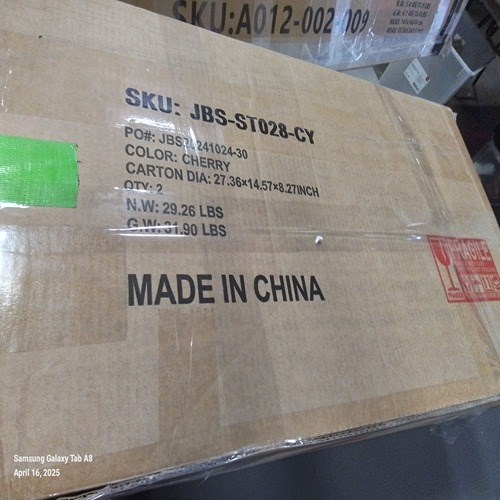 SKU:A012-002-009
SKU: JBS-ST028-CY
PO#: JBS20241024-30
COLOR: CHERRY
CARTON DIA: 27.36×14.57×8.27INCH
QTY: 2
N.W: 29.26 LBS
G.W: 31.90 LBS
MADE IN CHINA
FRAGILE
Samsung Galaxy Tab A8
April 16, 2025